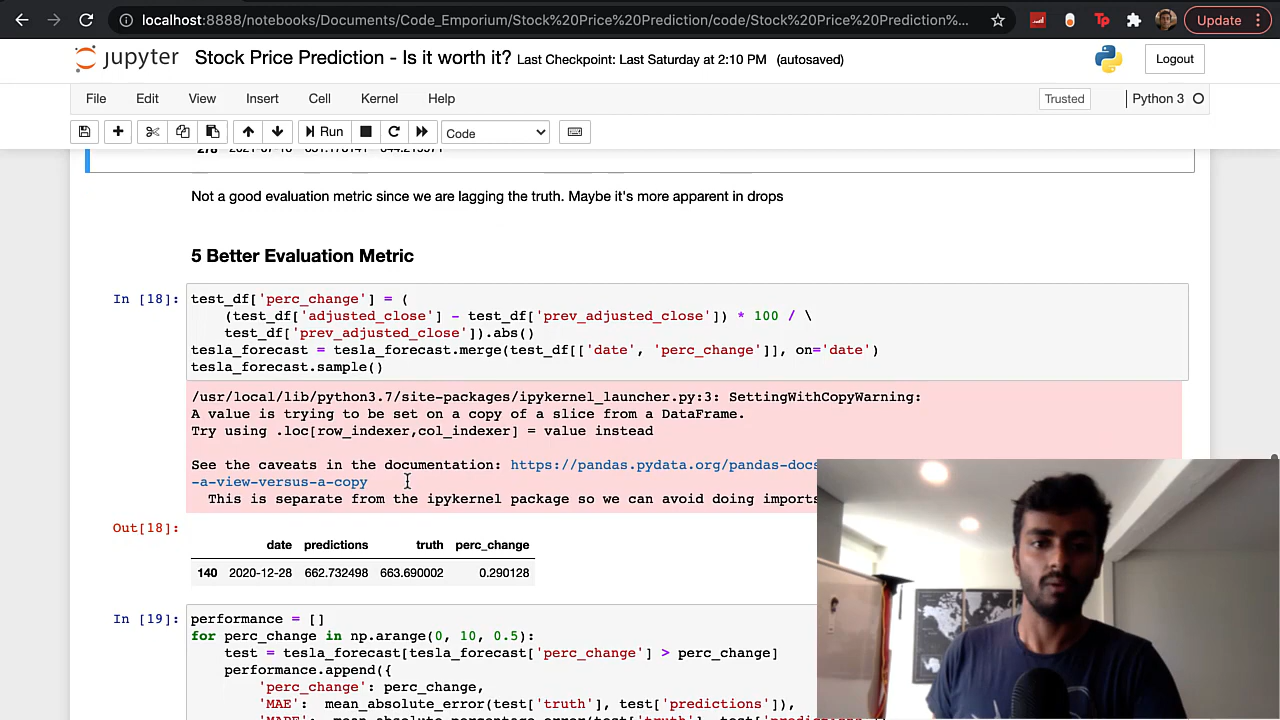 localhost:8888/notebooks/Documents/Code_Emporium/Stock%20Price%20Prediction/code/Stock%20Price%20Prediction%...
Tp
Update
jupyter Stock Price Prediction - Is it worth it? Last Checkpoint: Last Saturday at 2:10 PM (autosaved)
Logout
File Edit View Insert Cell Kernel Help
Trusted
Python 3
Run
Code
Not a good evaluation metric since we are lagging the truth. Maybe it's more apparent in drops
5 Better Evaluation Metric
In [18]: test_df['perc_change'] = (
(test_df['adjusted_close'] - test_df['prev_adjusted_close']) * 100 / \
test_df['prev_adjusted_close']).abs()
tesla_forecast = tesla_forecast.merge(test_df[['date', 'perc_change']], on='date')
tesla_forecast.sample()
/usr/local/lib/python3.7/site-packages/ipykernel_launcher.py:3: SettingWithCopyWarning:
A value is trying to be set on a copy of a slice from a DataFrame.
Try using .loc[row_indexer,col_indexer] = value instead
See the caveats in the documentation: https://pandas.pydata.org/pandas-docs
-a-view-versus-a-copy
This is separate from the ipykernel package so we can avoid doing imports
Out[18]:
date predictions truth perc_change
140 2020-12-28 662.732498 663.690002 0.290128
In [19]: performance = []
for perc_change in np.arange(0, 10, 0.5):
test = tesla_forecast[tesla_forecast['perc_change'] > perc_change]
performance.append({
'perc_change': perc_change,
'MAE': mean_absolute_error(test['truth'], test['predictions']),